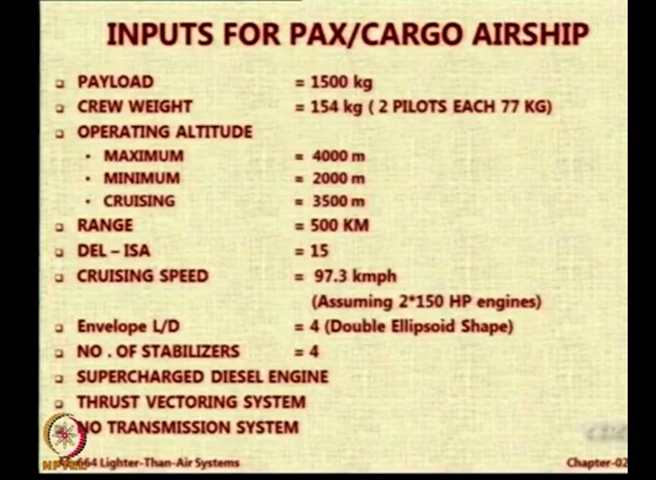 INPUTS FOR PAX/CARGO AIRSHIP
PAYLOAD = 1500 kg
CREW WEIGHT = 154 kg ( 2 PILOTS EACH 77 KG)
OPERATING ALTITUDE
• MAXIMUM = 4000 m
• MINIMUM = 2000 m
• CRUISING = 3500 m
RANGE = 500 KM
DEL – ISA = 15
CRUISING SPEED = 97.3 kmph
(Assuming 2*150 HP engines)
Envelope L/D = 4 (Double Ellipsoid Shape)
NO . OF STABILIZERS = 4
SUPERCHARGED DIESEL ENGINE
THRUST VECTORING SYSTEM
NO TRANSMISSION SYSTEM
NPTEL
664 Lighter-Than-Air Systems Chapter-02